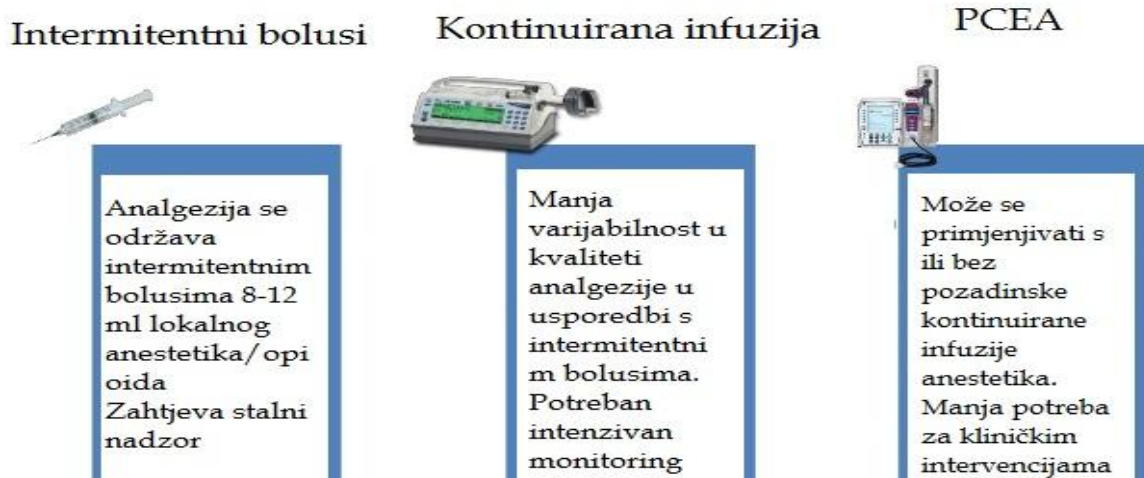 Intermitentni bolusi
Kontinuirana infuzija
PCEA
Analgezija se
održava
intermitentnim
bolusima 8-12
ml lokalnog
anestetika/opi
oida
Zahtjeva stalni
nadzor
Manja
varijabilnost u
kvaliteti
analgezije u
usporedbi s
intermitentni
m bolusima.
Potreban
intenzivan
monitoring
Može se
primjenjivati s
ili bez
pozadinske
kontinuirane
infuzije
anestetika.
Manja potreba
za kliničkim
intervencijama